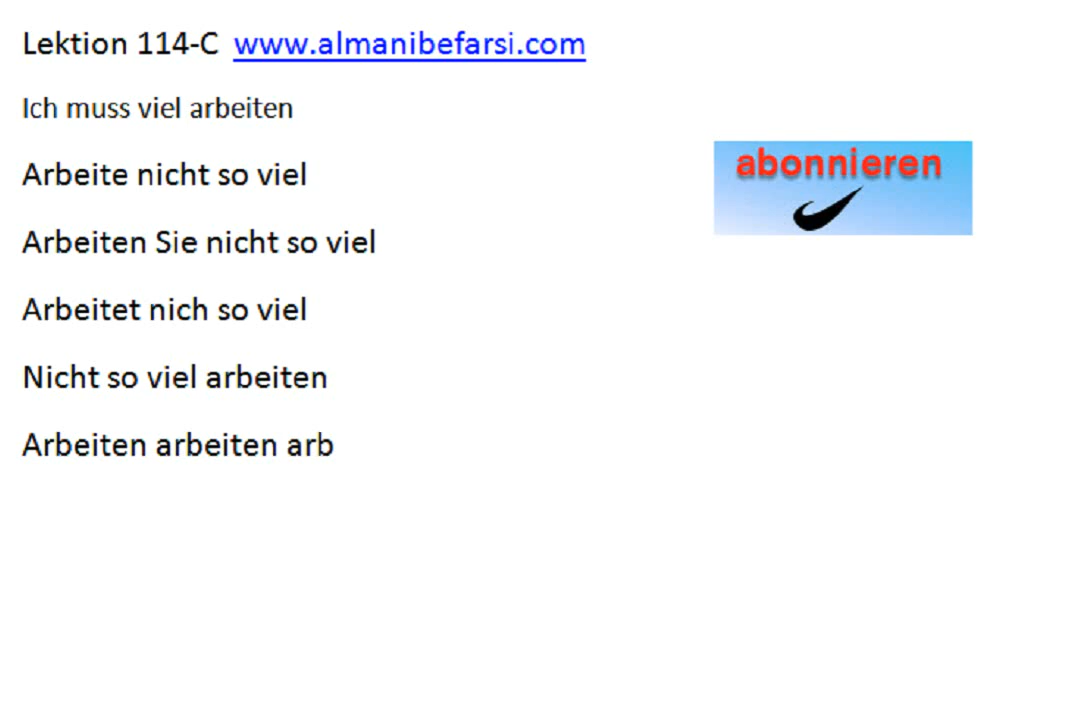 Lektion 114-C www.almanibefarsi.com
Ich muss viel arbeiten
abonnieren
Arbeite nicht so viel
Arbeiten Sie nicht so viel
Arbeitet nich so viel
Nicht so viel arbeiten
Arbeiten arbeiten arb